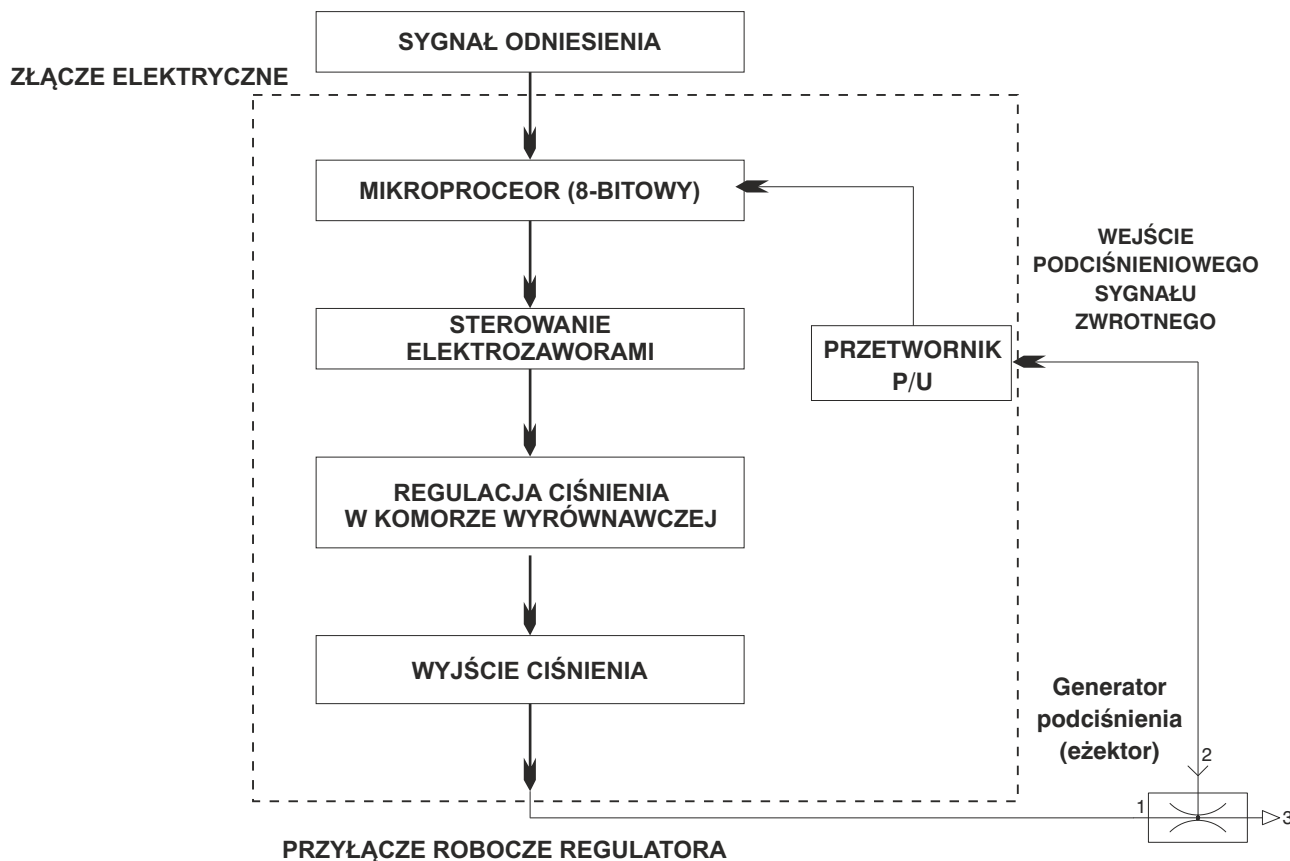 SYGNAŁ ODNIESIENIA
ZŁĄCZE ELEKTRYCZNE
MIKROPROCEOR (8-BITOWY)
WEJŚCIE
PODCIŚNIENIOWEGO
SYGNAŁU
ZWROTNEGO
STEROWANIE
ELEKTROZAWORAMI
PRZETWORNIK
P/U
REGULACJA CIŚNIENIA
W KOMORZE WYRÓWNAWCZEJ
WYJŚCIE CIŚNIENIA
Generator
podciśnienia
(eżektor)
2
1
3
PRZYŁĄCZE ROBOCZE REGULATORA